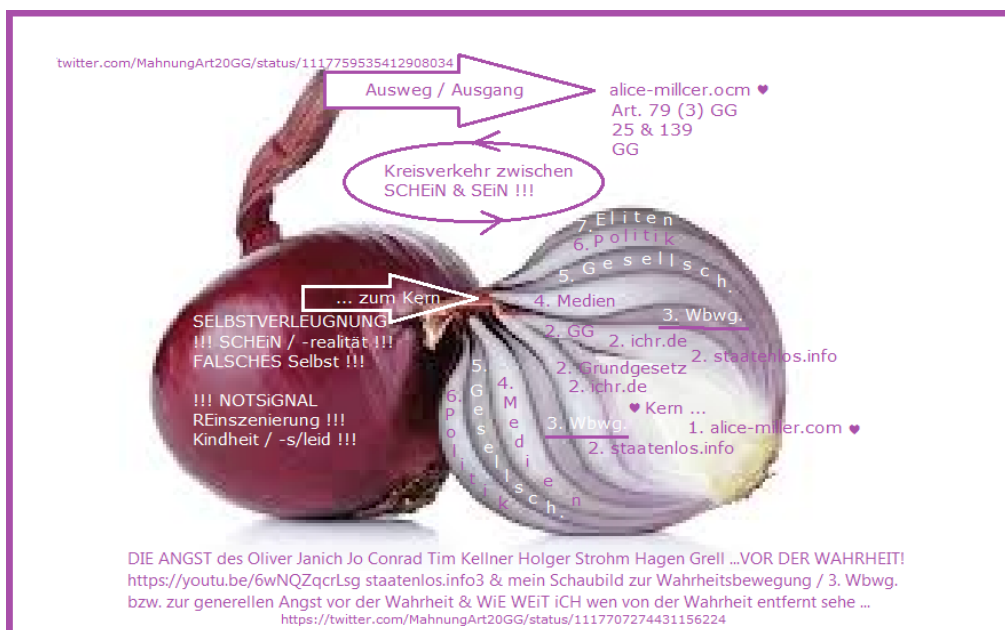 twitter.com/MahnungArt20GG/status/1117759535412908034
Ausweg / Ausgang
alice-millcer.ocm ♥
Art. 79 (3) GG
25 & 139
GG
Kreisverkehr zwischen
SCHEiN & SEiN !!!
7. Eliten
6. Politik
5. Gesellsch.
... zum Kern
4. Medien
3. Wbwg.
SELBSTVERLEUGNUNG
!!! SCHEiN / -realität !!!
FALSCHES Selbst !!!
2. GG
2. ichr.de
2. staatenlos.info
2. Grundgesetz
2. ichr.de
!!! NOTSiGNAL
REinszenierung !!!
Kindheit / -s/leid !!!
♥ Kern ...
1. alice-miller.com ♥
3. Wbwg.
2. staatenlos.info
6. Politik
5. Gesellsch.
4. Medien
DIE ANGST des Oliver Janich Jo Conrad Tim Kellner Holger Strohm Hagen Grell ...VOR DER WAHRHEIT!
https://youtu.be/6wNQZqcrLsg staatenlos.info3 & mein Schaubild zur Wahrheitsbewegung / 3. Wbwg.
bzw. zur generellen Angst vor der Wahrheit & WiE WEiT iCH wen von der Wahrheit entfernt sehe ...
https://twitter.com/MahnungArt20GG/status/1117707274431156224